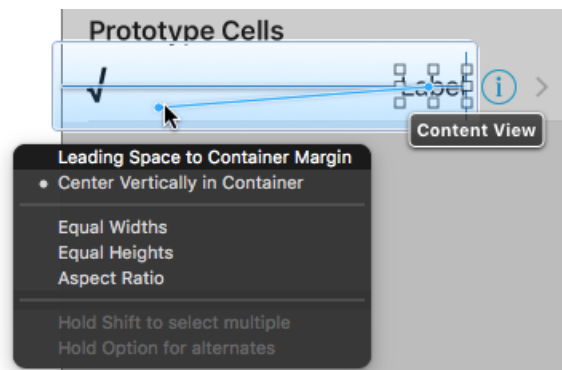 Prototype Cells
√
Label
Content View
Leading Space to Container Margin
• Center Vertically in Container
Equal Widths
Equal Heights
Aspect Ratio
Hold Shift to select multiple
Hold Option for alternates